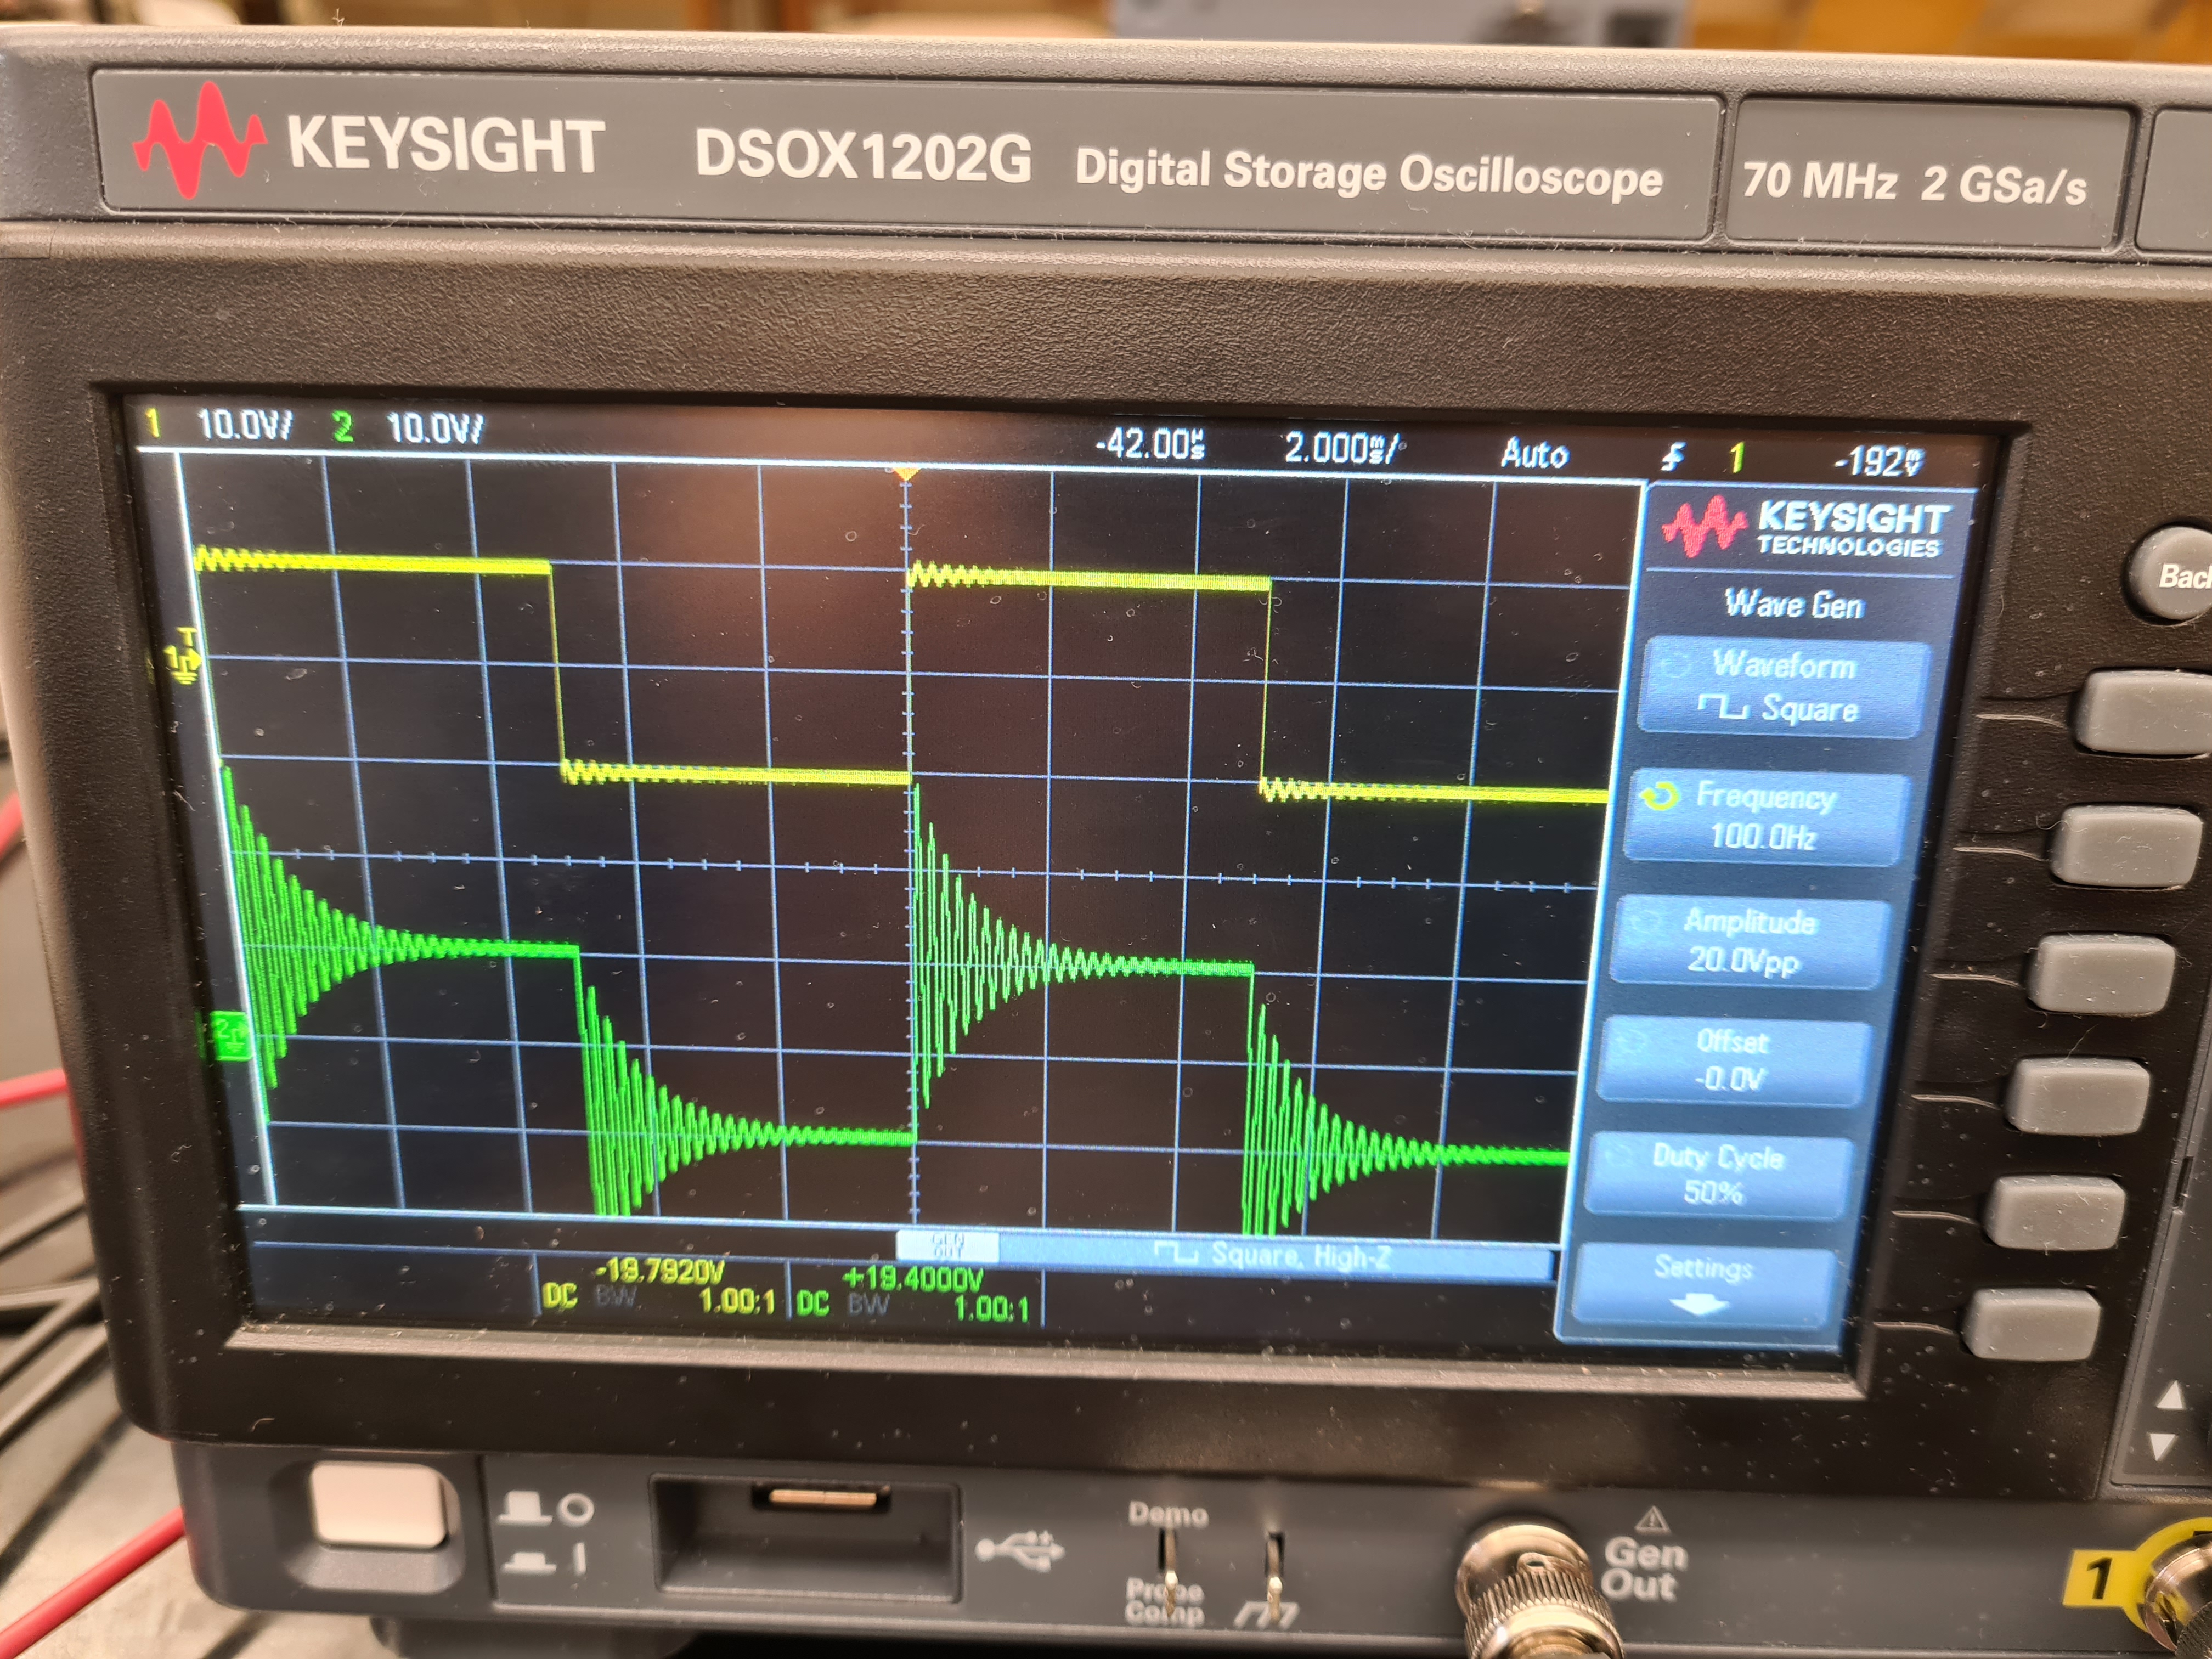 KEYSIGHT DSOX1202G Digital Storage Oscilloscope 70 MHz 2 GSa/s
1 10.0V/ 2 10.0V/ -42.00µs 2.000ms/ Auto 1 -192mV
KEYSIGHT
TECHNOLOGIES
Wave Gen
Back
Waveform
Square
Frequency
100.0Hz
Amplitude
20.0Vpp
Offset
-0.0V
Duty Cycle
50%
Settings
T
1
2
GEN
OUT
Square, High-Z
-19.7920V +19.4000V
DC BW 1.00:1 DC BW 1.00:1
Demo
Probe
Comp
Gen
Out
1